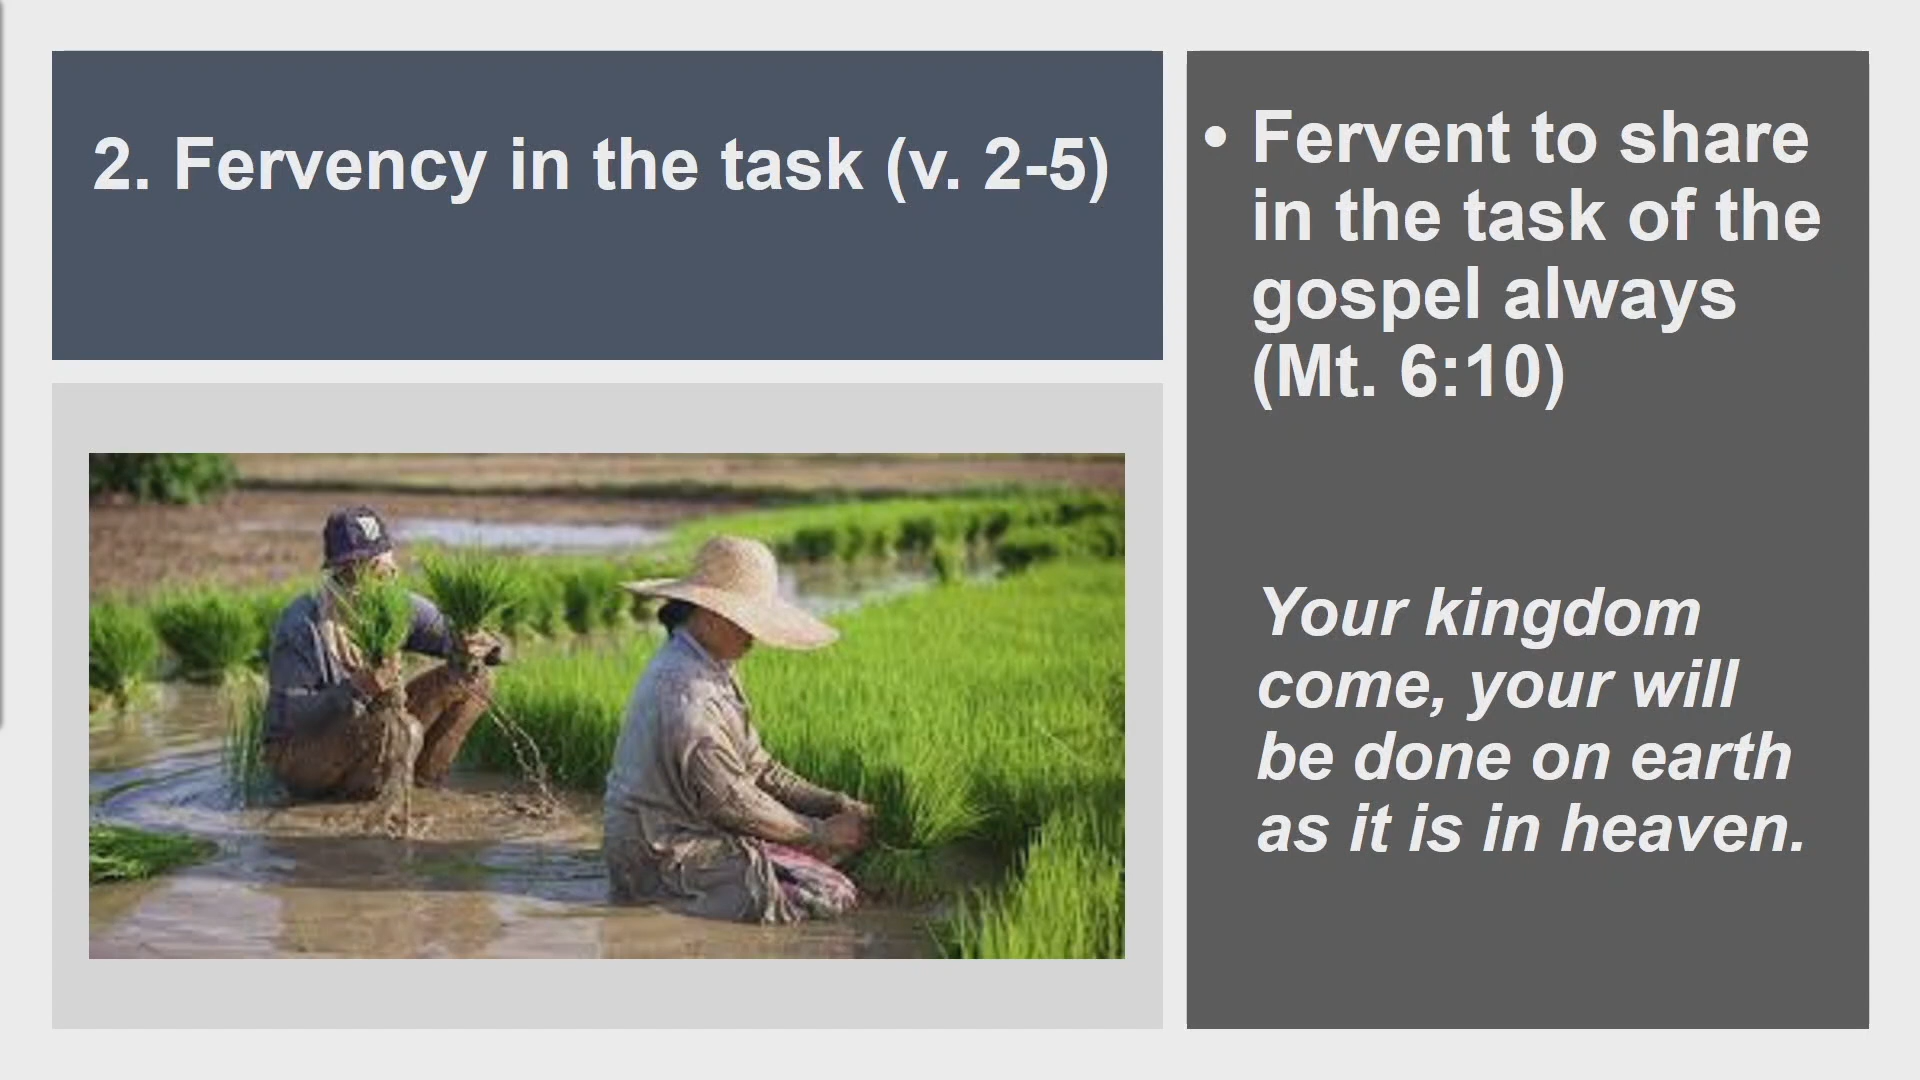 2. Fervency in the task (v. 2-5)
• Fervent to share
in the task of the
gospel always
(Mt. 6:10)
Your kingdom
come, your will
be done on earth
as it is in heaven.